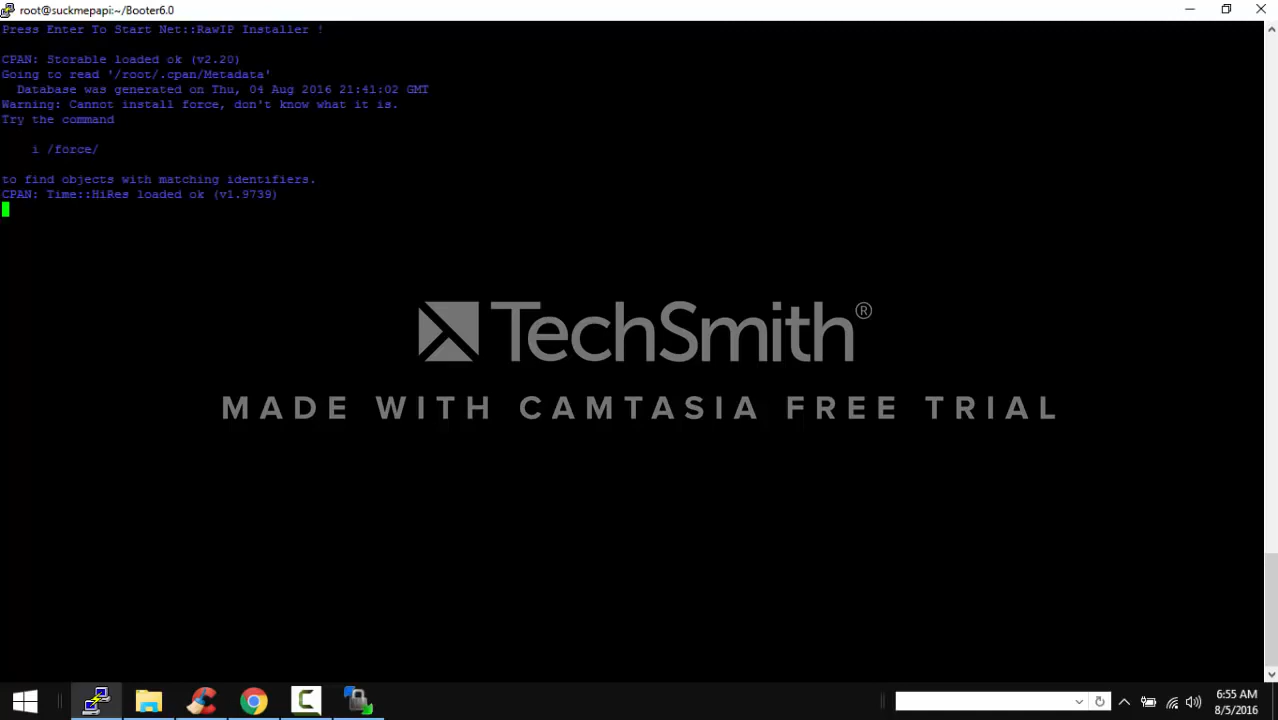 root@suckmepapi:~/Booter6.0
Press Enter To Start Net::RawIP Installer !
CPAN: Storable loaded ok (v2.20)
Going to read '/root/.cpan/Metadata'
Database was generated on Thu, 04 Aug 2016 21:41:02 GMT
Warning: Cannot install force, don't know what it is.
Try the command
i /force/
to find objects with matching identifiers.
CPAN: Time::HiRes loaded ok (v1.9739)
TechSmith®
MADE WITH CAMTASIA FREE TRIAL
6:55 AM
8/5/2016